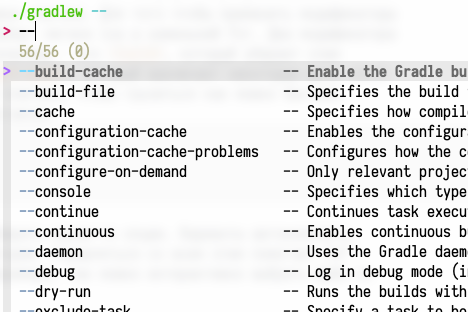 ./gradlew --
> --
56/56 (0)
> --build-cache -- Enable the Gradle bu
--build-file -- Specifies the build
--cache -- Specifies how compil
--configuration-cache -- Enables the configur
--configuration-cache-problems -- Configures how the c
--configure-on-demand -- Only relevant projec
--console -- Specifies which type
--continue -- Continues task execu
--continuous -- Enables continuous b
--daemon -- Uses the Gradle daem
--debug -- Log in debug mode (i
--dry-run -- Runs the builds with
--exclude-task -- Specify a task to be